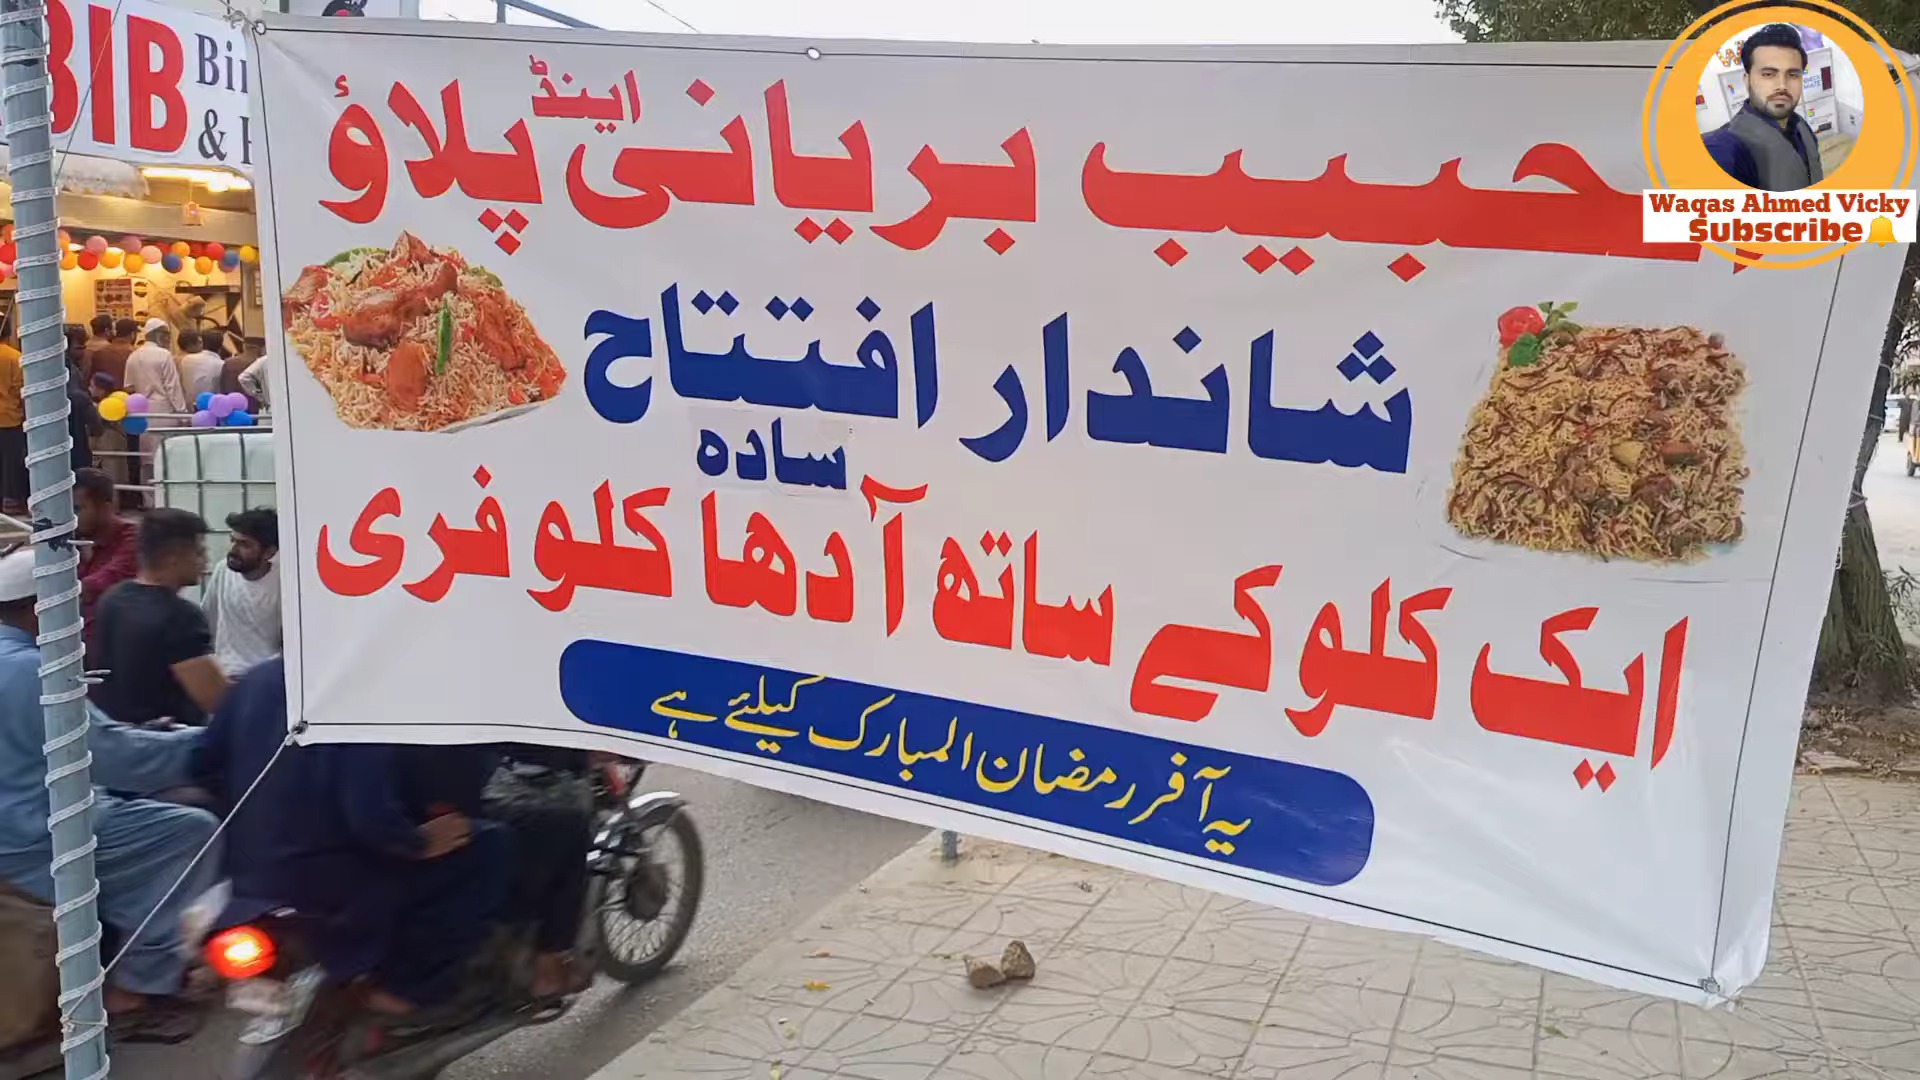 BIB
& 
حبیب بریانی اینڈ پلاؤ
شاندار افتتاح
سادہ
ایک کلو کے ساتھ آدھا کلو فری
یہ آفر رمضان المبارک کیلئے ہے
Waqas Ahmed Vicky
Subscribe